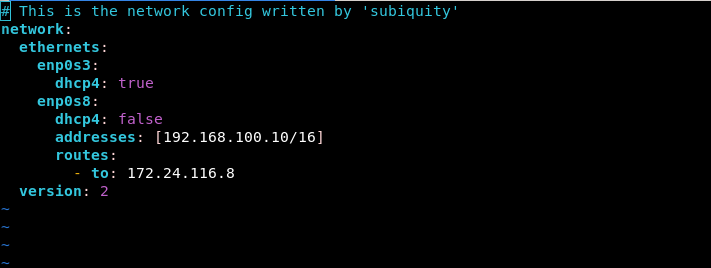 # This is the network config written by 'subiquity'
network:
  ethernets:
    enp0s3:
      dhcp4: true
    enp0s8:
      dhcp4: false
      addresses: [192.168.100.10/16]
      routes:
        - to: 172.24.116.8
  version: 2
~
~
~
~